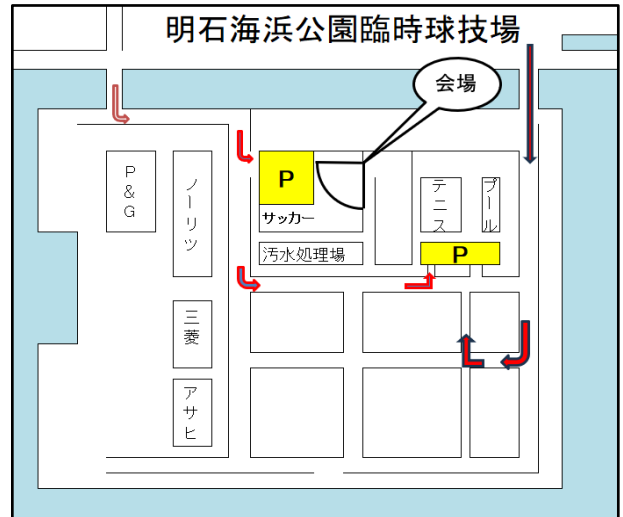 明石海浜公園臨時球技場
会場
P&G
ノーリツ
P
サッカー
テニス
プール
汚水処理場
P
三菱
アサヒ